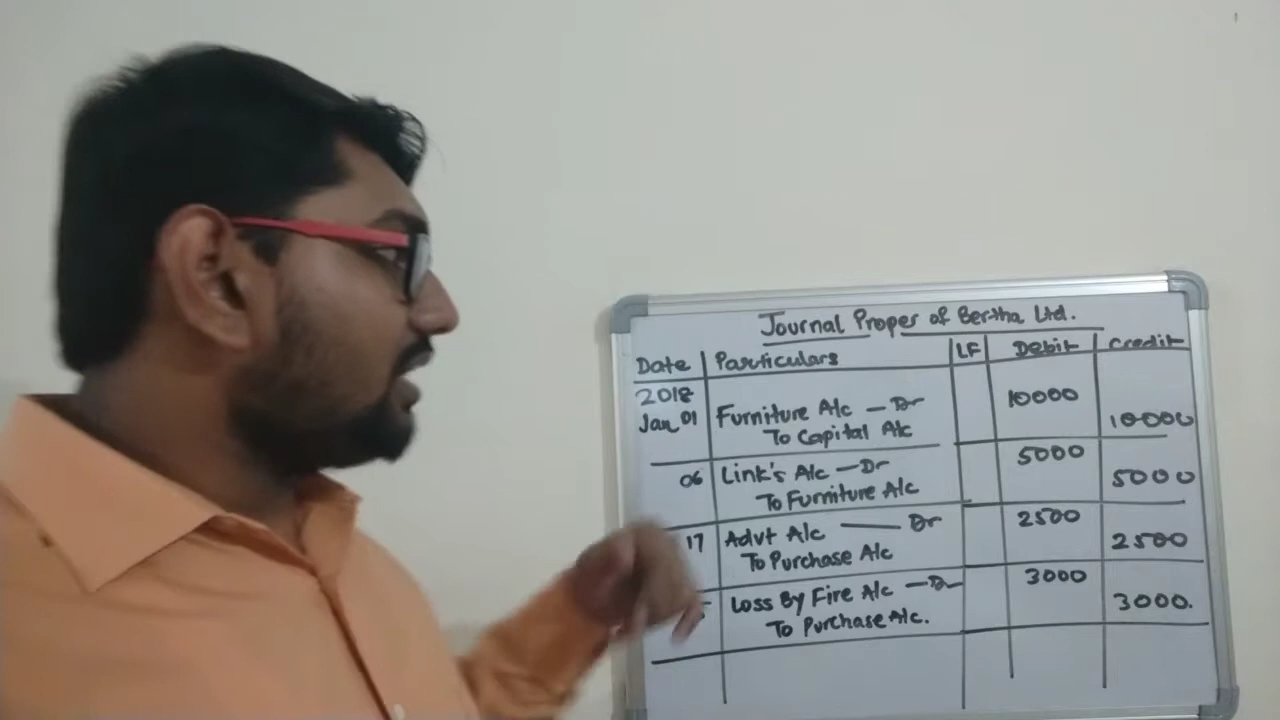 Journal Proper of Bertha Ltd.
Date Particulars LF Debit Credit
2018
Jan 01 Furniture A/c — Dr 10000
To Capital A/c 10000
06 Link's A/c — Dr 5000
To Furniture A/c 5000
17 Advt A/c — Dr 2500
To Purchase A/c 2500
Loss By Fire A/c — Dr 3000
To Purchase A/c. 3000.